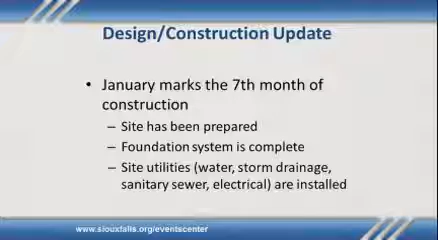 Design/Construction Update
• January marks the 7th month of
construction
– Site has been prepared
– Foundation system is complete
– Site utilities (water, storm drainage,
sanitary sewer, electrical) are installed
www.siouxfalls.org/eventscenter